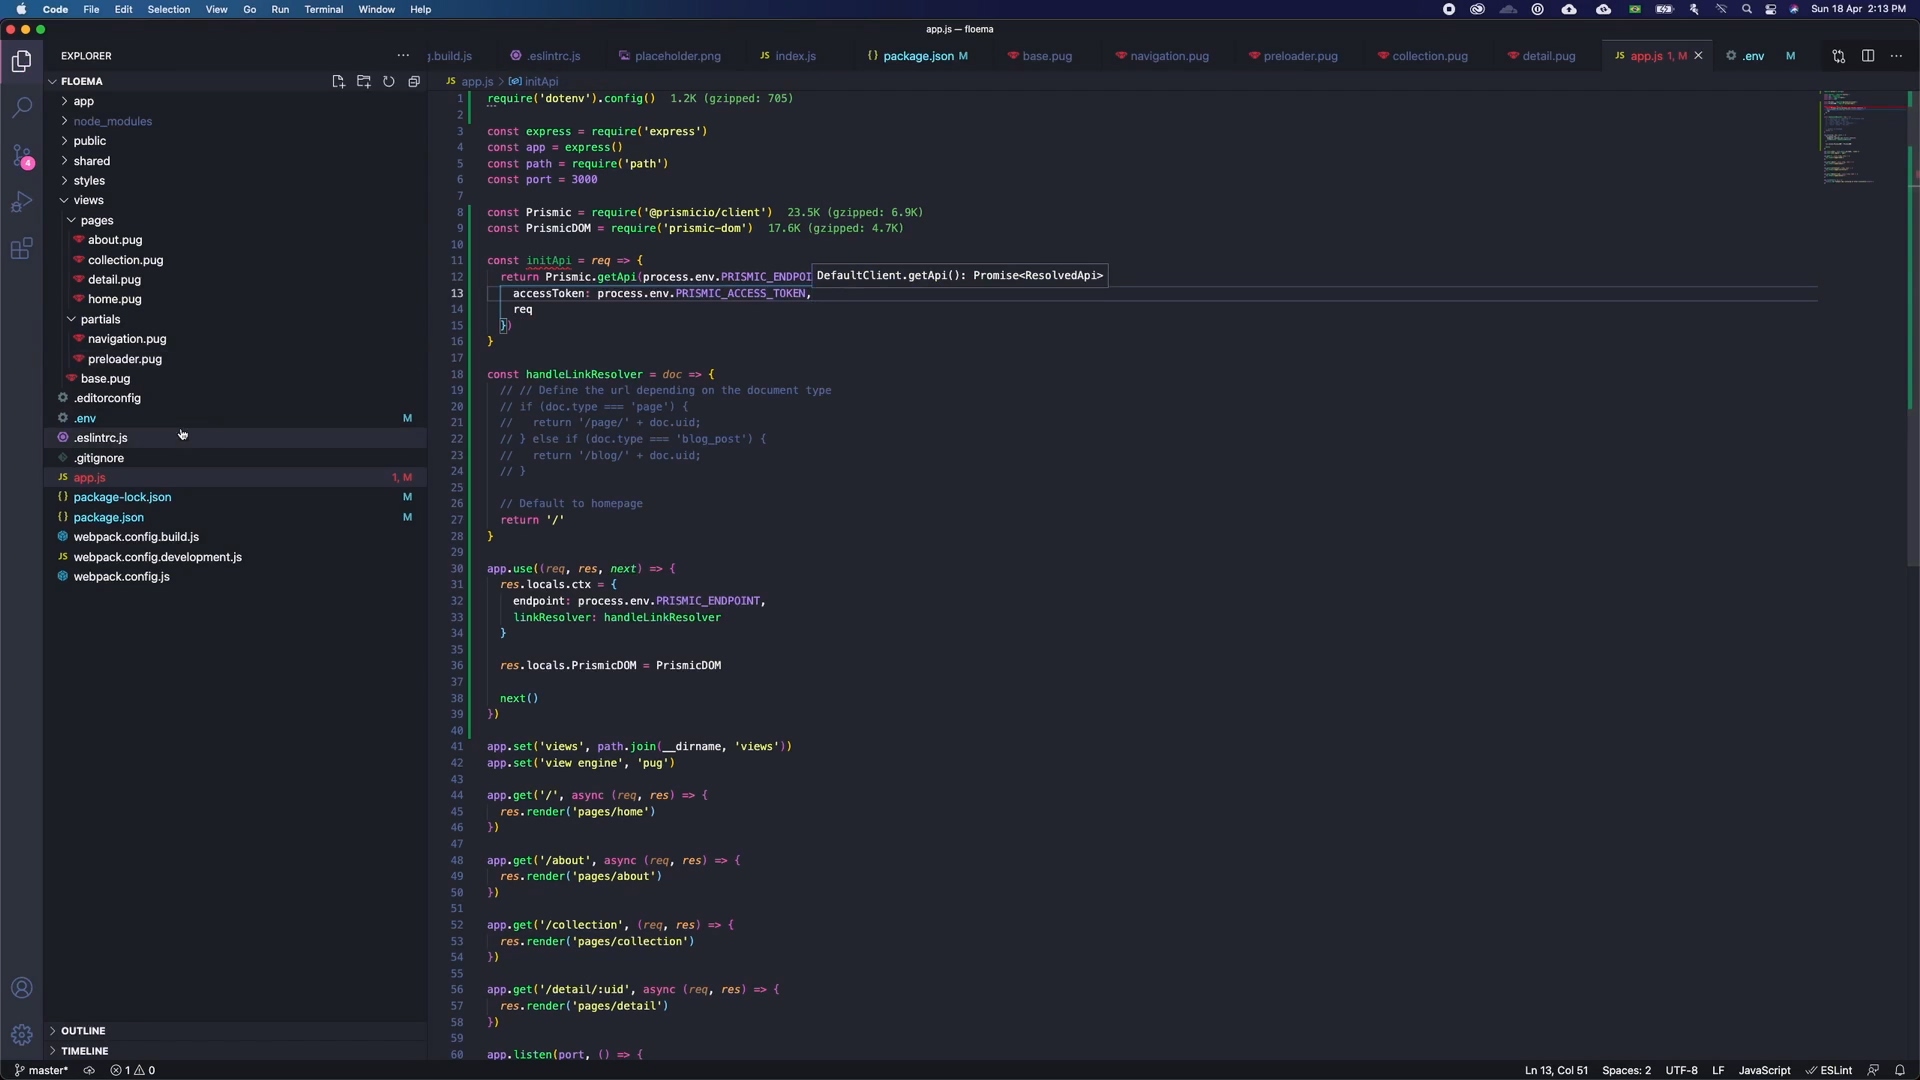 Code File Edit Selection View Go Run Terminal Window Help Sun 18 Apr 2:13 PM
app.js — floema
EXPLORER ...
g.build.js .eslintrc.js placeholder.png JS index.js {} package.json M base.pug navigation.pug preloader.pug collection.pug detail.pug JS app.js 1, M .env M
FLOEMA
JS app.js > initApi
app
node_modules
public
shared
styles
views
pages
about.pug
collection.pug
detail.pug
home.pug
partials
navigation.pug
preloader.pug
base.pug
.editorconfig
.env M
.eslintrc.js
.gitignore
JS app.js 1, M
{} package-lock.json M
{} package.json M
webpack.config.build.js
JS webpack.config.development.js
webpack.config.js
4
OUTLINE
TIMELINE
1 require('dotenv').config() 1.2K (gzipped: 705)
2
3 const express = require('express')
4 const app = express()
5 const path = require('path')
6 const port = 3000
7
8 const Prismic = require('@prismicio/client') 23.5K (gzipped: 6.9K)
9 const PrismicDOM = require('prismic-dom') 17.6K (gzipped: 4.7K)
10
11 const initApi = req => {
12 return Prismic.getApi(process.env.PRISMIC_ENDPOI DefaultClient.getApi(): Promise<ResolvedApi>
13 accessToken: process.env.PRISMIC_ACCESS_TOKEN,
14 req
15 })
16 }
17
18 const handleLinkResolver = doc => {
19 // // Define the url depending on the document type
20 // if (doc.type === 'page') {
21 // return '/page/' + doc.uid;
22 // } else if (doc.type === 'blog_post') {
23 // return '/blog/' + doc.uid;
24 // }
25
26 // Default to homepage
27 return '/'
28 }
29
30 app.use((req, res, next) => {
31 res.locals.ctx = {
32 endpoint: process.env.PRISMIC_ENDPOINT,
33 linkResolver: handleLinkResolver
34 }
35
36 res.locals.PrismicDOM = PrismicDOM
37
38 next()
39 })
40
41 app.set('views', path.join(__dirname, 'views'))
42 app.set('view engine', 'pug')
43
44 app.get('/', async (req, res) => {
45 res.render('pages/home')
46 })
47
48 app.get('/about', async (req, res) => {
49 res.render('pages/about')
50 })
51
52 app.get('/collection', (req, res) => {
53 res.render('pages/collection')
54 })
55
56 app.get('/detail/:uid', async (req, res) => {
57 res.render('pages/detail')
58 })
59
60 app.listen(port, () => {
master* 1 0 Ln 13, Col 51 Spaces: 2 UTF-8 LF JavaScript ESLint